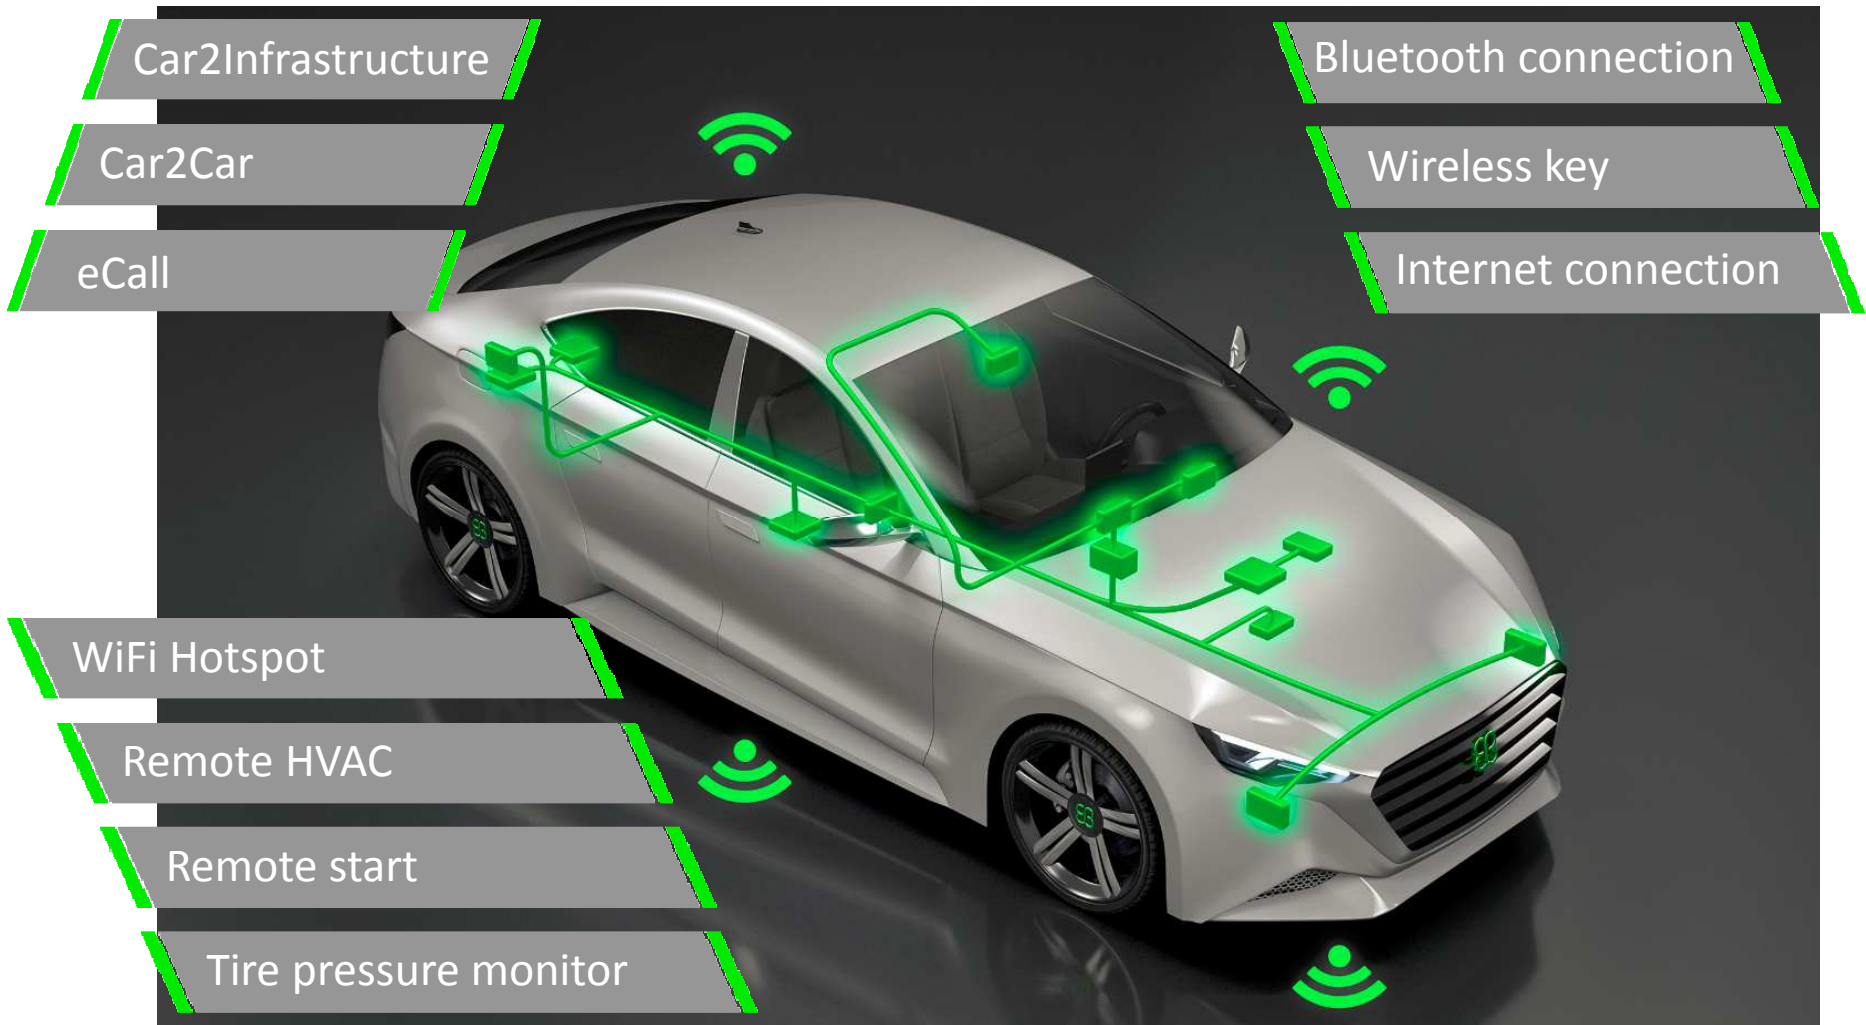 Car2Infrastructure
Car2Car
eCall
Bluetooth connection
Wireless key
Internet connection
WiFi Hotspot
Remote HVAC
Remote start
Tire pressure monitor